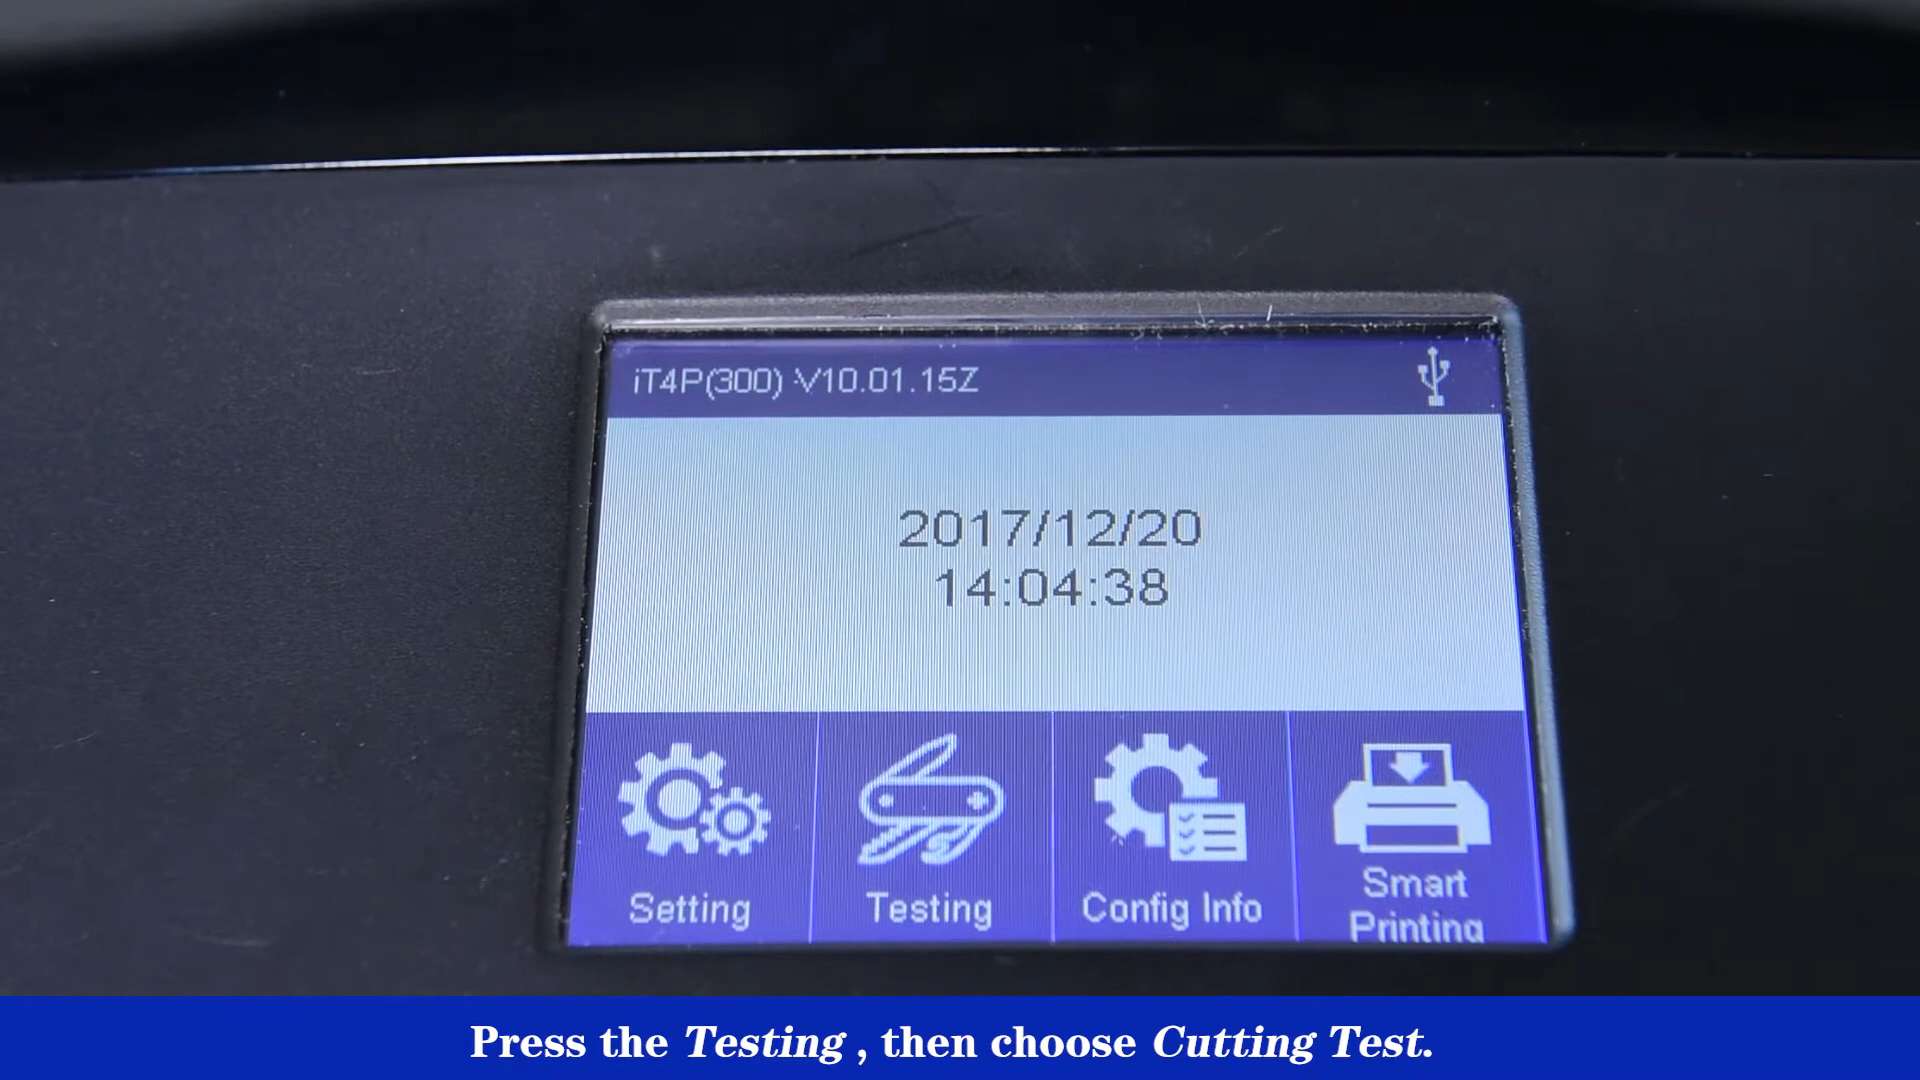 iT4P(300) V10.01.15Z
2017/12/20
14:04:38
Setting
Testing
Config Info
Smart
Printing
Press the Testing , then choose Cutting Test.